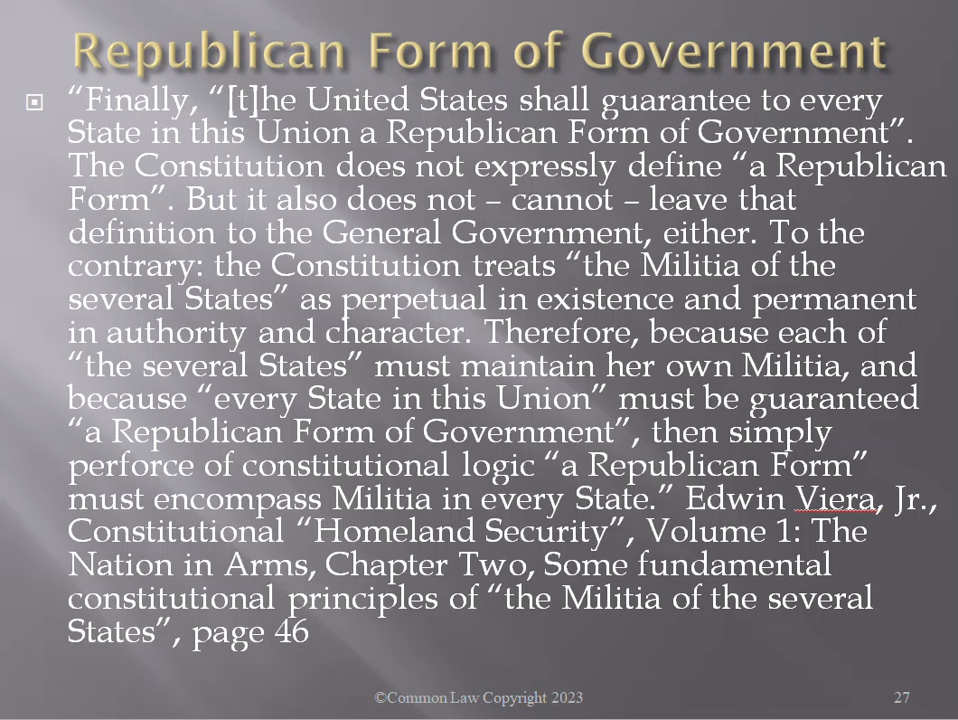 Republican Form of Government
“Finally, “[t]he United States shall guarantee to every
State in this Union a Republican Form of Government”.
The Constitution does not expressly define “a Republican
Form”. But it also does not – cannot – leave that
definition to the General Government, either. To the
contrary: the Constitution treats “the Militia of the
several States” as perpetual in existence and permanent
in authority and character. Therefore, because each of
“the several States” must maintain her own Militia, and
because “every State in this Union” must be guaranteed
“a Republican Form of Government”, then simply
perforce of constitutional logic “a Republican Form”
must encompass Militia in every State.” Edwin Viera, Jr.,
Constitutional “Homeland Security”, Volume 1: The
Nation in Arms, Chapter Two, Some fundamental
constitutional principles of “the Militia of the several
States”, page 46
©Common Law Copyright 2023
27